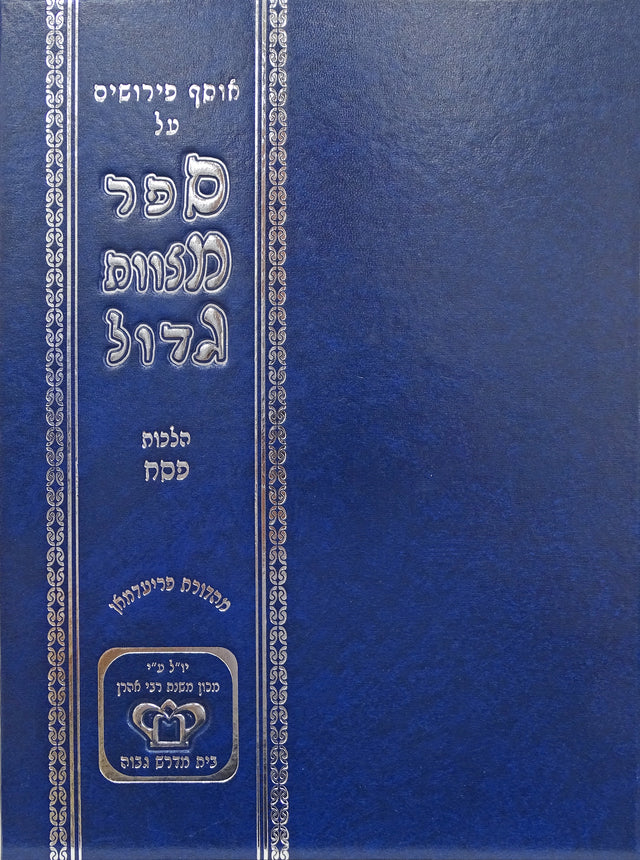 אוסף פירושים
על
ספר
מצוות
גדול
הלכות
פסח
מהדורת פריעדמאן
יו״ל ע״י
מכון משנת רבי אהרן
בית מדרש גבוה